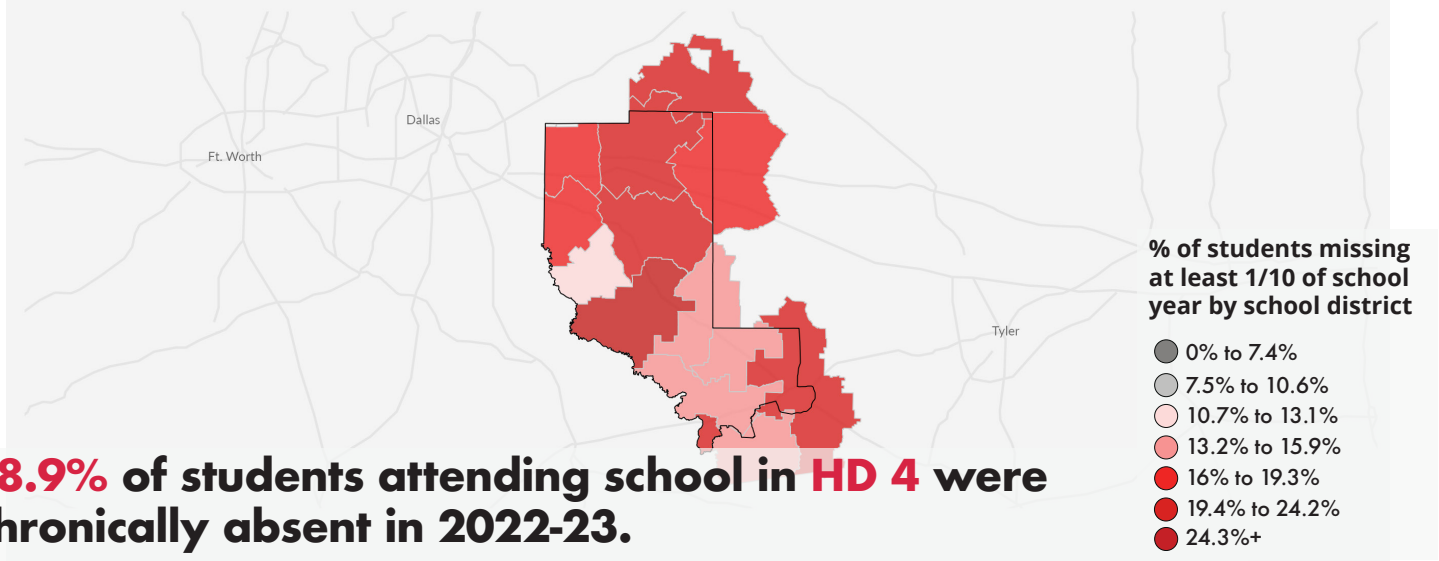 Dallas
Ft. Worth
% of students missing
at least 1/10 of school
year by school district
Tyler
0% to 7.4%
7.5% to 10.6%
10.7% to 13.1%
13.2% to 15.9%
16% to 19.3%
19.4% to 24.2%
24.3%+
8.9% of students attending school in HD 4 were
hronically absent in 2022-23.